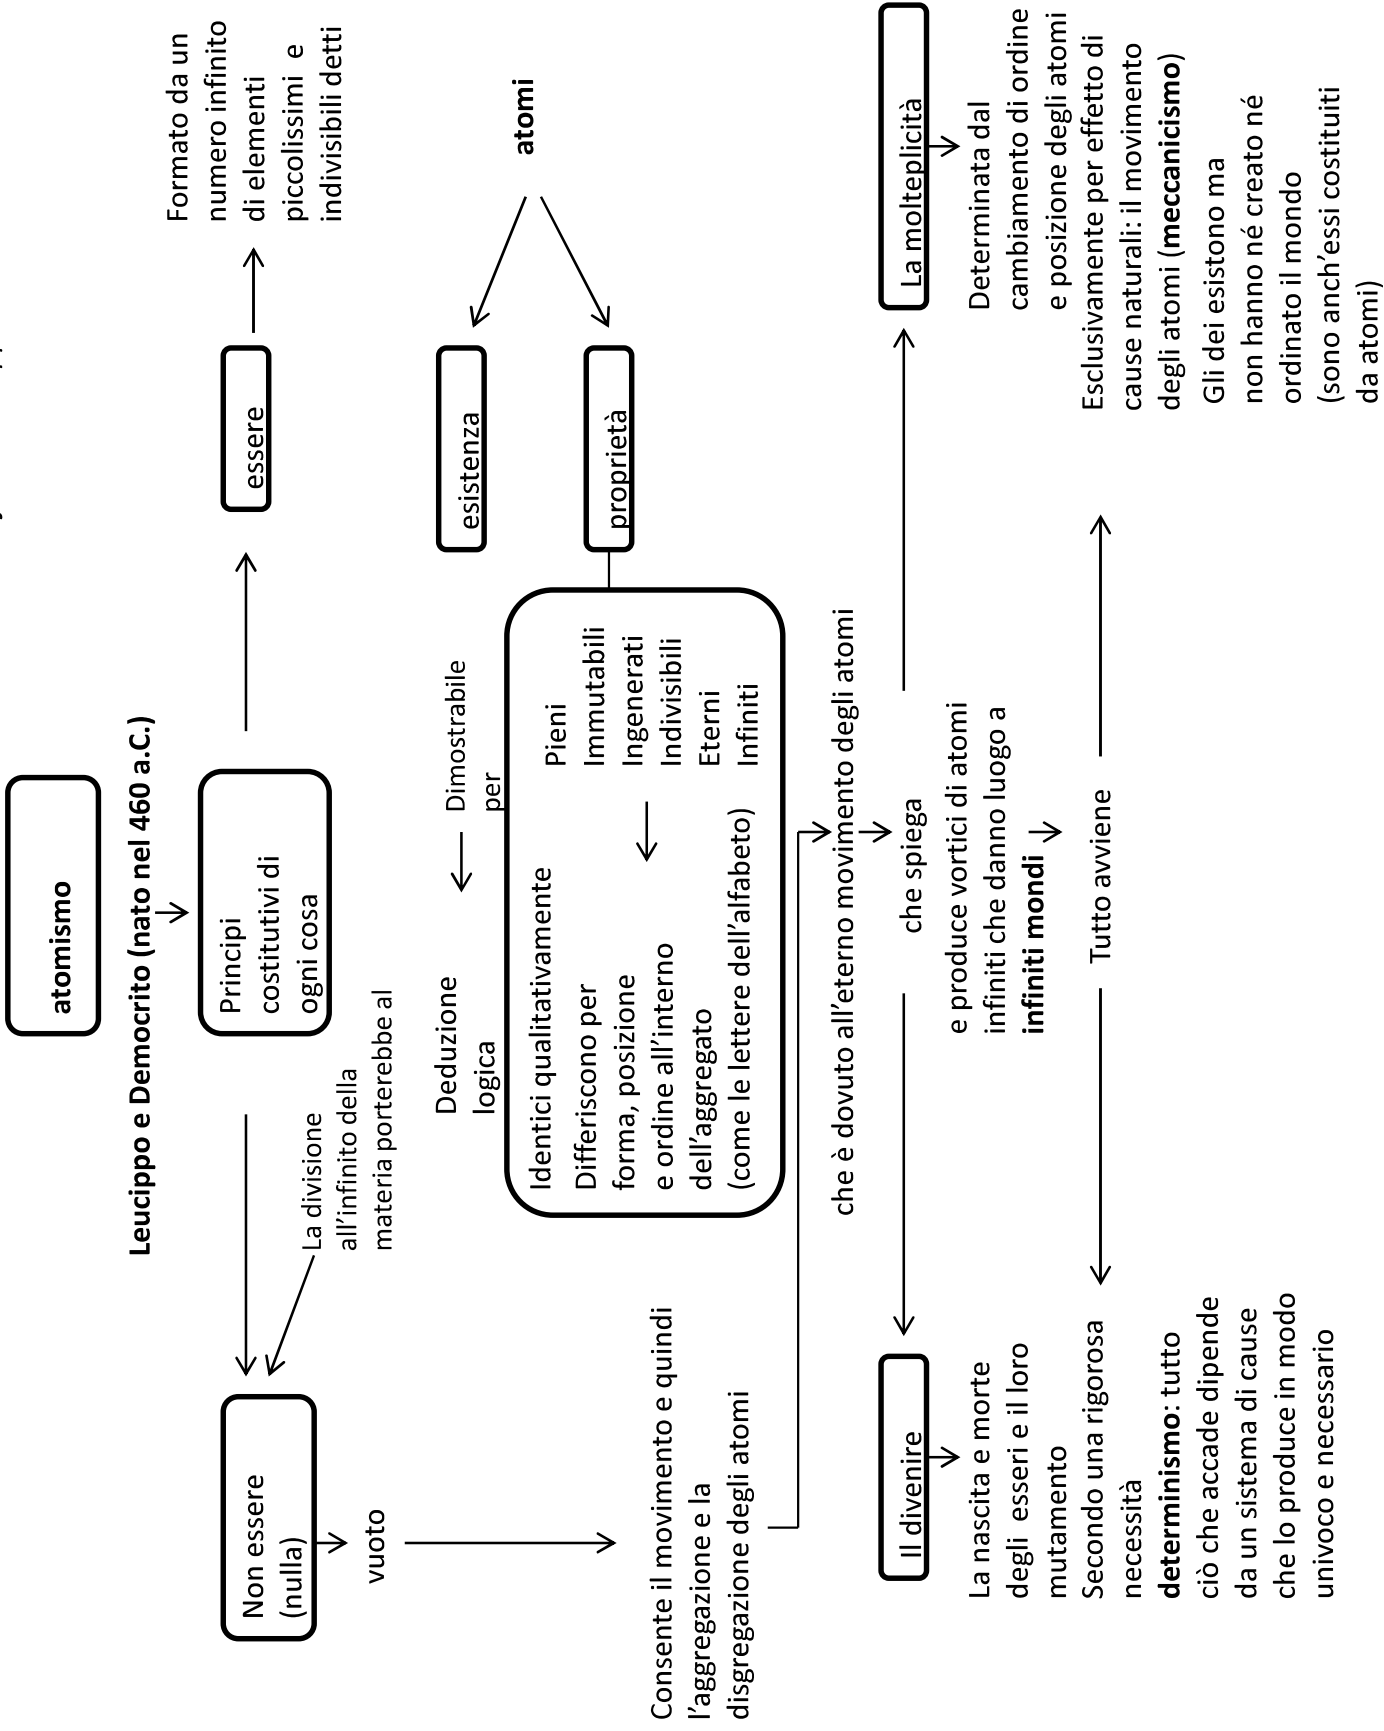 atomismo
Leucippo e Democrito (nato nel 460 a.C.)
Principi
costitutivi di
ogni cosa
Non essere
(nulla)
essere
Formato da un
numero infinito
di elementi
piccolissimi e
indivisibili detti
atomi
La divisione
all'infinito della
materia porterebbe al
vuoto
esistenza
Dimostrabile
per
Deduzione
logica
proprietà
Pieni
Immutabili
Ingenerati
Indivisibili
Eterni
Infiniti
Identici qualitativamente
Differiscono per
forma, posizione
e ordine all'interno
dell'aggregato
(come le lettere dell'alfabeto)
Consente il movimento e quindi
l'aggregazione e la
disgregazione degli atomi
che è dovuto all'eterno movimento degli atomi
che spiega
Il divenire
La nascita e morte
degli esseri e il loro
mutamento
La molteplicità
Determinata dal
cambiamento di ordine
e posizione degli atomi
e produce vortici di atomi
infiniti che danno luogo a
infiniti mondi
Tutto avviene
Secondo una rigorosa
necessità
determinismo: tutto
ciò che accade dipende
da un sistema di cause
che lo produce in modo
univoco e necessario
Esclusivamente per effetto di
cause naturali: il movimento
degli atomi (meccanicismo)
Gli dei esistono ma
non hanno né creato né
ordinato il mondo
(sono anch'essi costituiti
da atomi)